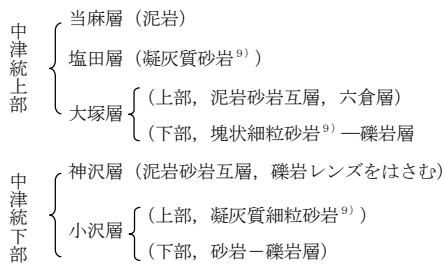 中津統上部
当麻層（泥岩）
塩田層（凝灰質砂岩9)）
大塚層
（上部，泥岩砂岩互層，六倉層）
（下部，塊状細粒砂岩9)―礫岩層
中津統下部
神沢層（泥岩砂岩互層，礫岩レンズをはさむ）
小沢層
（上部，凝灰質細粒砂岩9)）
（下部，砂岩－礫岩層）